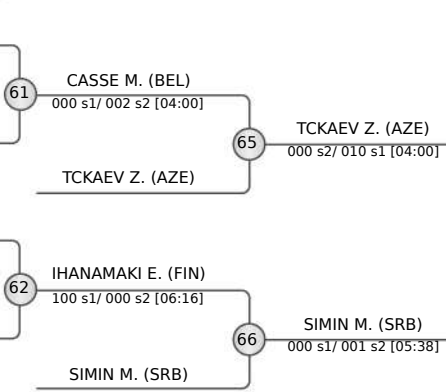 61
CASSE M. (BEL)
000 s1/ 002 s2 [04:00]
65
TCKAEV Z. (AZE)
000 s2/ 010 s1 [04:00]
TCKAEV Z. (AZE)
62
IHANAMAKI E. (FIN)
100 s1/ 000 s2 [06:16]
66
SIMIN M. (SRB)
000 s1/ 001 s2 [05:38]
SIMIN M. (SRB)